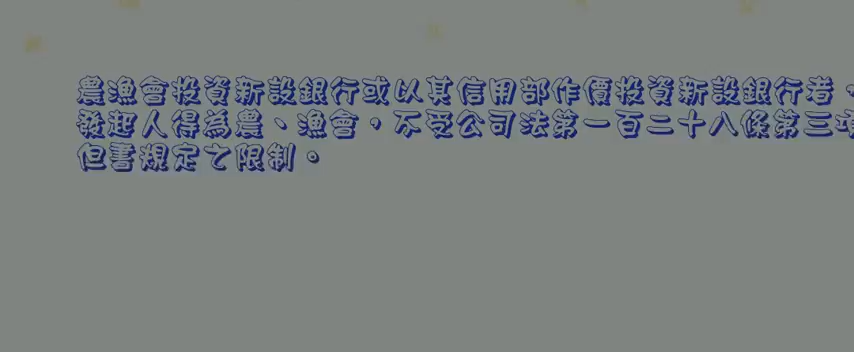 農漁會投資新設銀行或以其信用部作價投資新設銀行者，
發起人得為農、漁會，不受公司法第一百二十八條第三項
但書規定之限制。